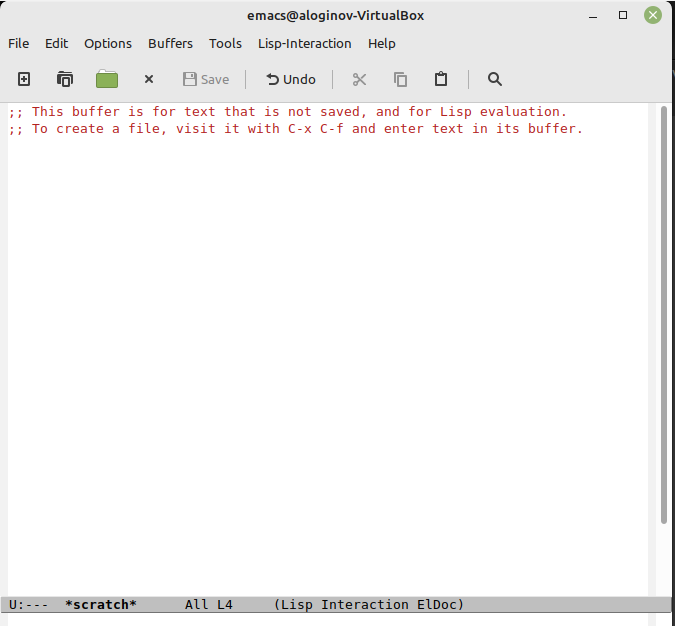 emacs@aloginov-VirtualBox
File Edit Options Buffers Tools Lisp-Interaction Help
Save Undo
;; This buffer is for text that is not saved, and for Lisp evaluation.
;; To create a file, visit it with C-x C-f and enter text in its buffer.
U:--- *scratch* All L4 (Lisp Interaction ElDoc)